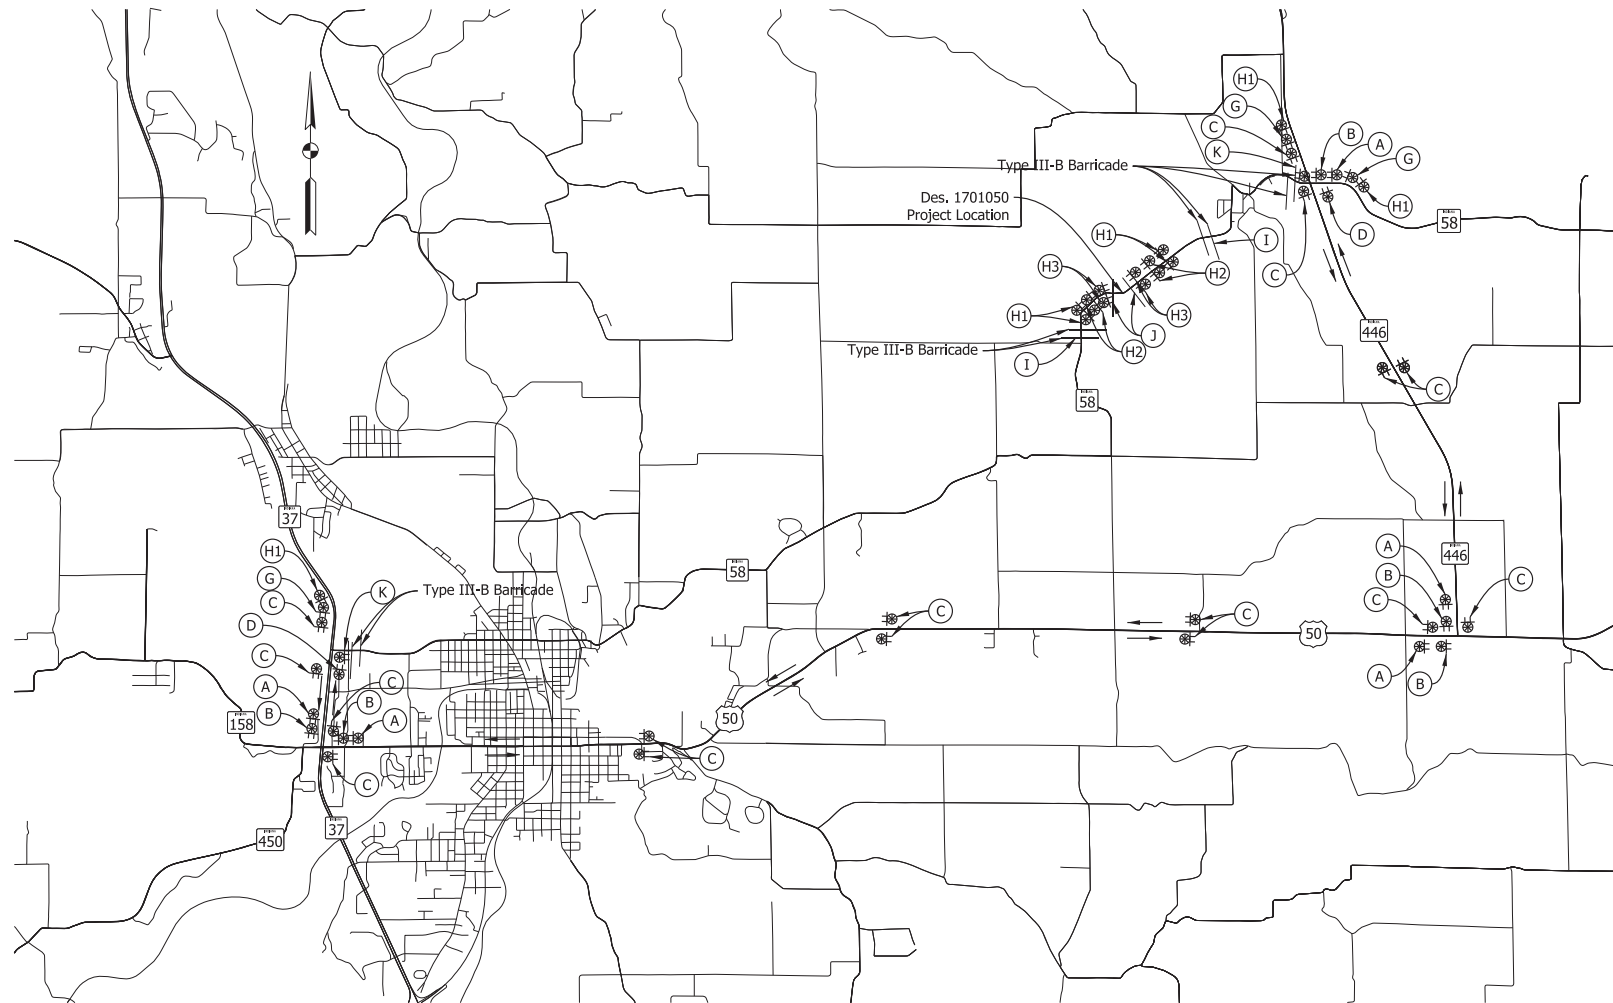 H1
G
C
K
Type III-B Barricade
B
A
G
H1
58
D
C
Des. 1701050
Project Location
I
H1
H2
H3
H1
H3
J
H2
Type III-B Barricade
I
446
C
58
37
H1
G
C
K
Type III-B Barricade
D
C
A
B
158
C
B
A
C
58
C
C
50
A
446
B
C
C
A
B
50
C
450
37